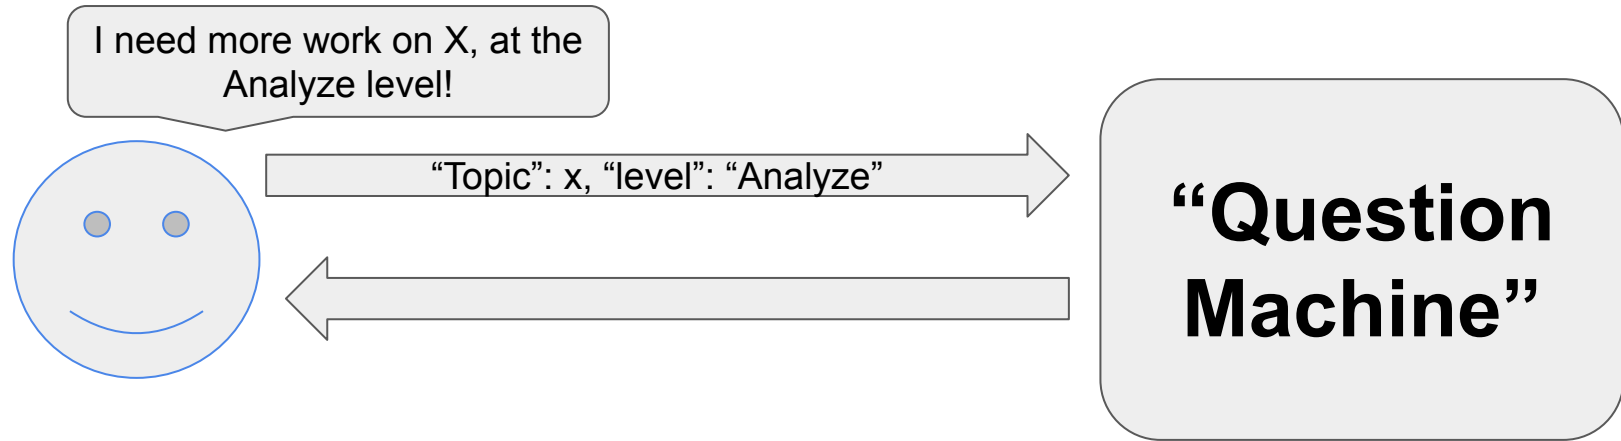 I need more work on X, at the
Analyze level!
“Topic”: x, “level”: “Analyze”
“Question
Machine”